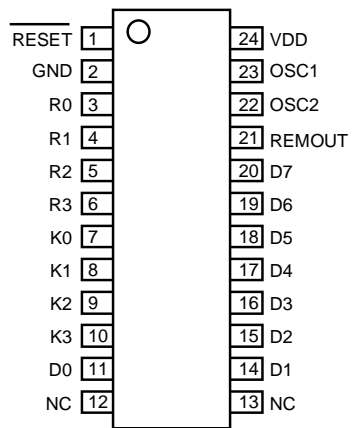 RESET 1 24 VDD
GND 2 23 OSC1
R0 3 22 OSC2
R1 4 21 REMOUT
R2 5 20 D7
R3 6 19 D6
K0 7 18 D5
K1 8 17 D4
K2 9 16 D3
K3 10 15 D2
D0 11 14 D1
NC 12 13 NC